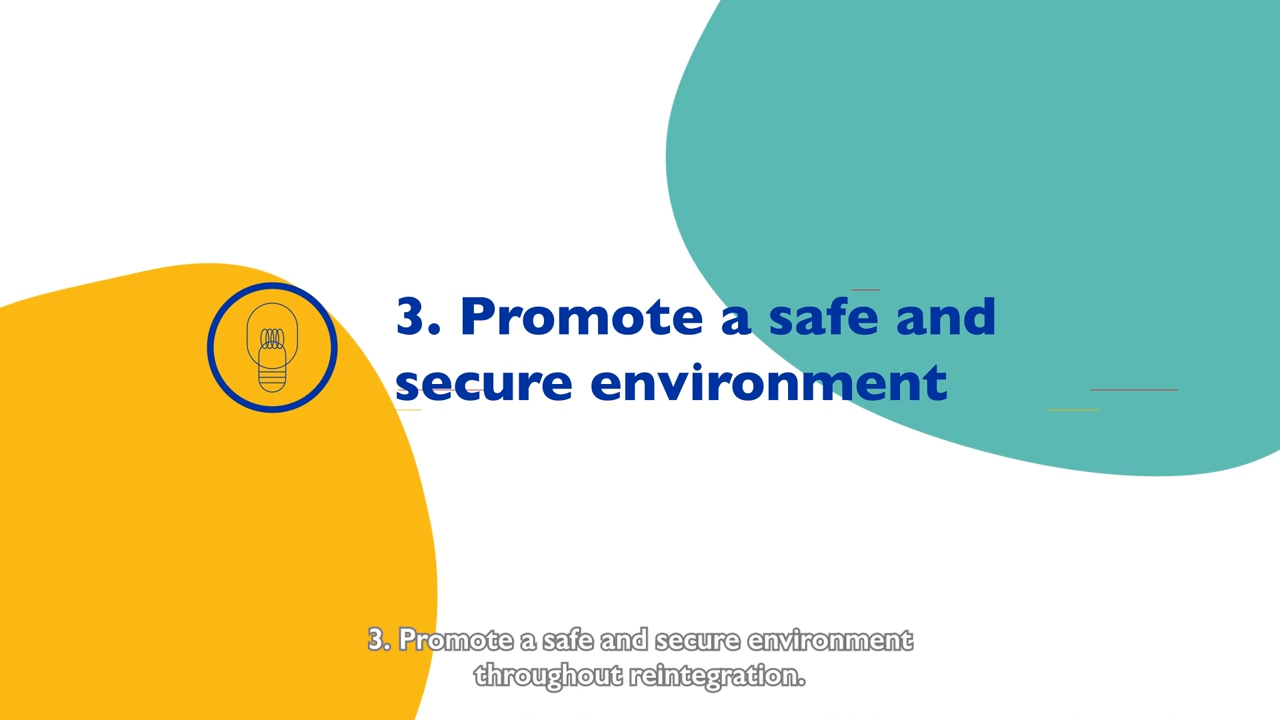 3. Promote a safe and
secure environment
3. Promote a safe and secure environment
throughout reintegration.